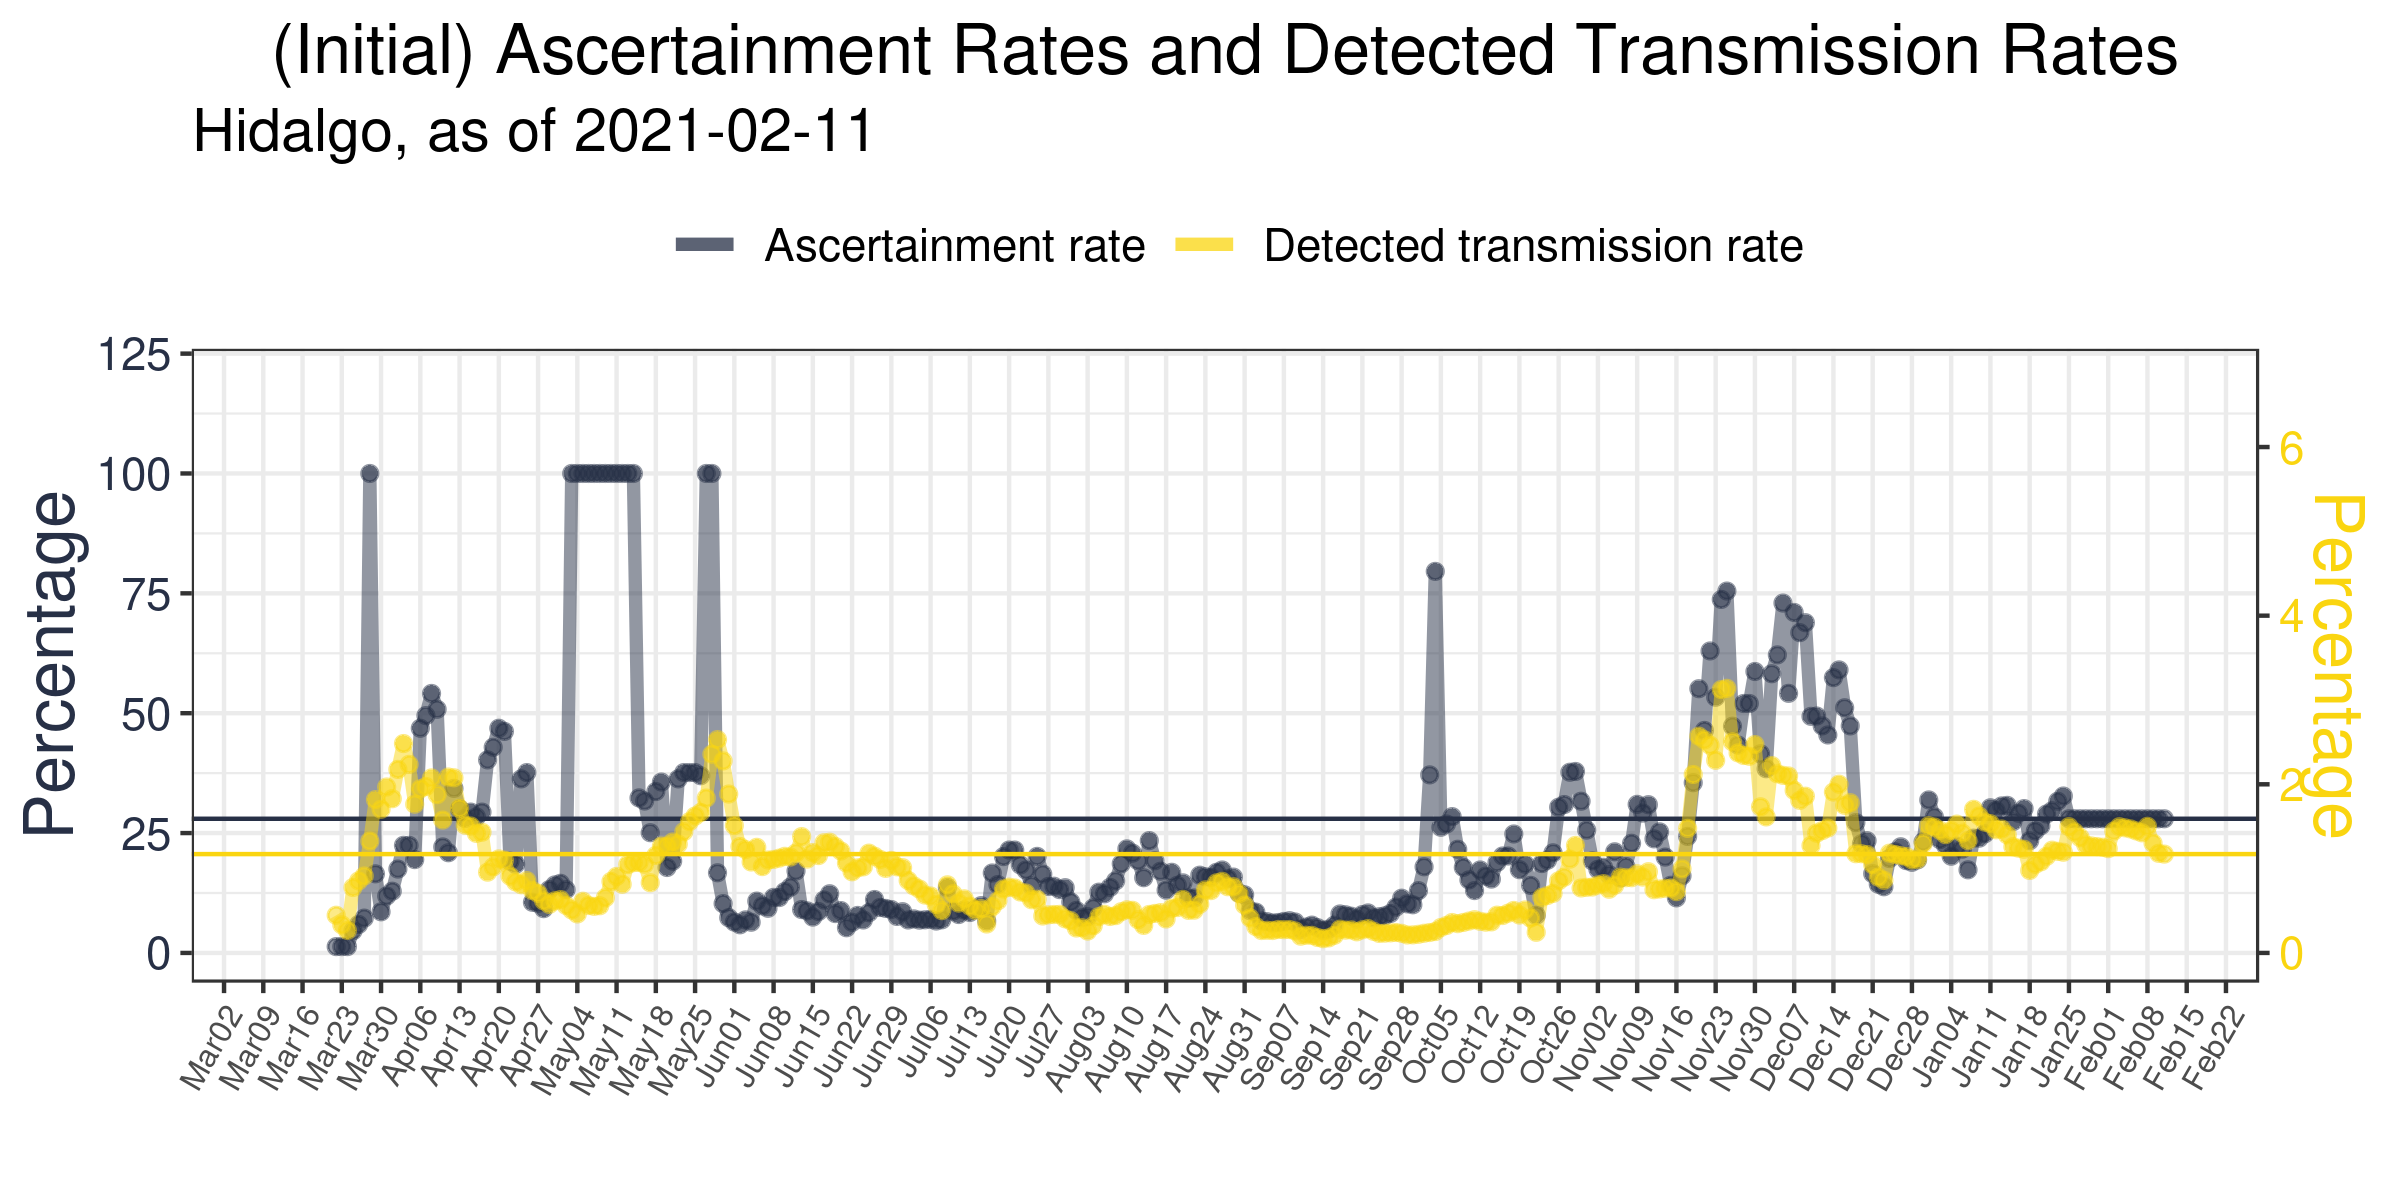 (Initial) Ascertainment Rates and Detected Transmission Rates
Hidalgo, as of 2021-02-11
Ascertainment rate
Detected transmission rate
Percentage
125
100
75
50
25
0
6
4
2
0
Percentage
Mar02
Mar09
Mar16
Mar23
Mar30
Apr06
Apr13
Apr20
Apr27
May04
May11
May18
May25
Jun01
Jun08
Jun15
Jun22
Jun29
Jul06
Jul13
Jul20
Jul27
Aug03
Aug10
Aug17
Aug24
Aug31
Sep07
Sep14
Sep21
Sep28
Oct05
Oct12
Oct19
Oct26
Nov02
Nov09
Nov16
Nov23
Nov30
Dec07
Dec14
Dec21
Dec28
Jan04
Jan11
Jan18
Jan25
Feb01
Feb08
Feb15
Feb22